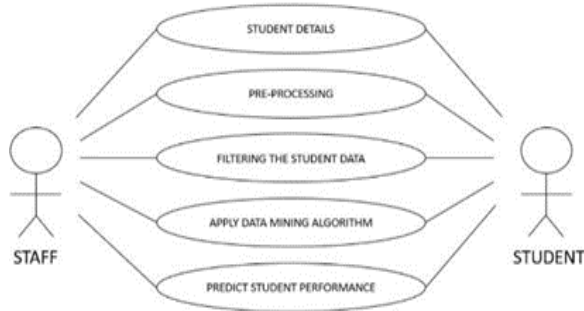 STUDENT DETAILS
PRE-PROCESSING
FILTERING THE STUDENT DATA
APPLY DATA MINING ALGORITHM
STAFF
STUDENT
PREDICT STUDENT PERFORMANCE